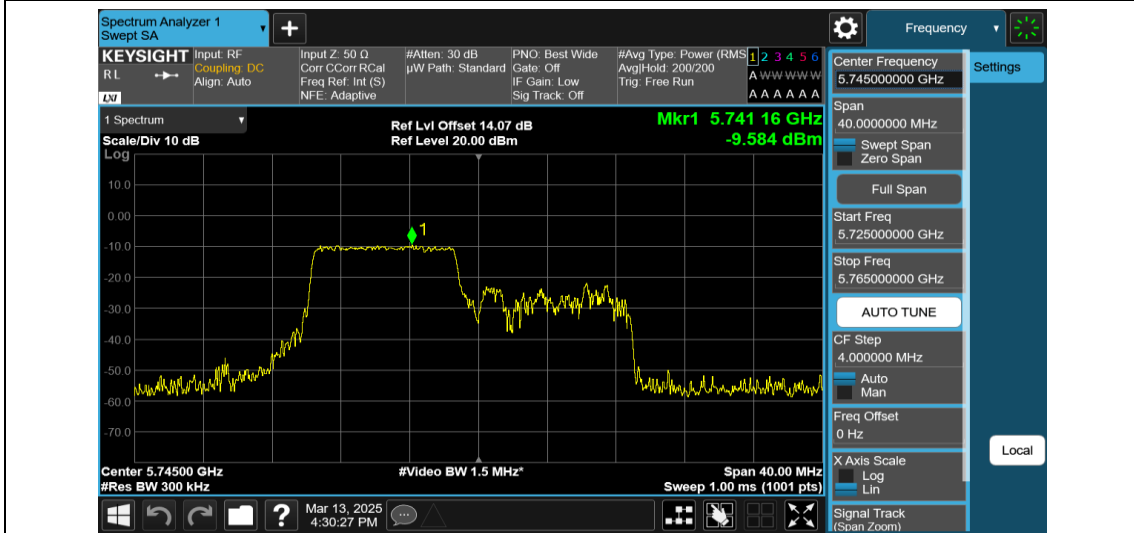 Spectrum Analyzer 1
Swept SA
Frequency
KEYSIGHT
R L
LXI
Input: RF
Coupling: DC
Align: Auto
Input Z: 50 Ω
Corr CCorr RCal
Freq Ref: Int (S)
NFE: Adaptive
#Atten: 30 dB
µW Path: Standard
PNO: Best Wide
Gate: Off
IF Gain: Low
Sig Track: Off
#Avg Type: Power (RMS
Avg|Hold: 200/200
Trig: Free Run
1 2 3 4 5 6
A W W W W W
A A A A A A
1 Spectrum
Scale/Div 10 dB
Log
Ref Lvl Offset 14.07 dB
Ref Level 20.00 dBm
Mkr1 5.741 16 GHz
-9.584 dBm
10.0
0.00
-10.0
-20.0
-30.0
-40.0
-50.0
-60.0
-70.0
1
Center 5.74500 GHz
#Res BW 300 kHz
#Video BW 1.5 MHz*
Span 40.00 MHz
Sweep 1.00 ms (1001 pts)
Mar 13, 2025
4:30:27 PM
Center Frequency
5.745000000 GHz
Span
40.0000000 MHz
Swept Span
Zero Span
Full Span
Start Freq
5.725000000 GHz
Stop Freq
5.765000000 GHz
AUTO TUNE
CF Step
4.000000 MHz
Auto
Man
Freq Offset
0 Hz
X Axis Scale
Log
Lin
Signal Track
(Span Zoom)
Settings
Local